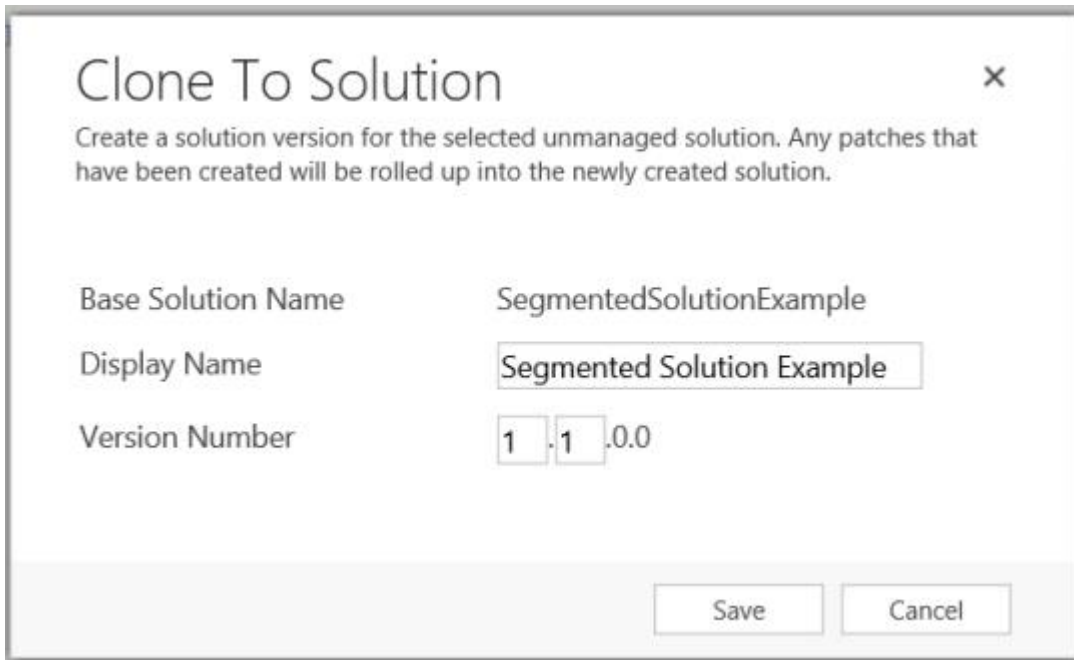 Clone To Solution
Create a solution version for the selected unmanaged solution. Any patches that
have been created will be rolled up into the newly created solution.
Base Solution Name SegmentedSolutionExample
Display Name Segmented Solution Example
Version Number 1.1.0.0
Save Cancel